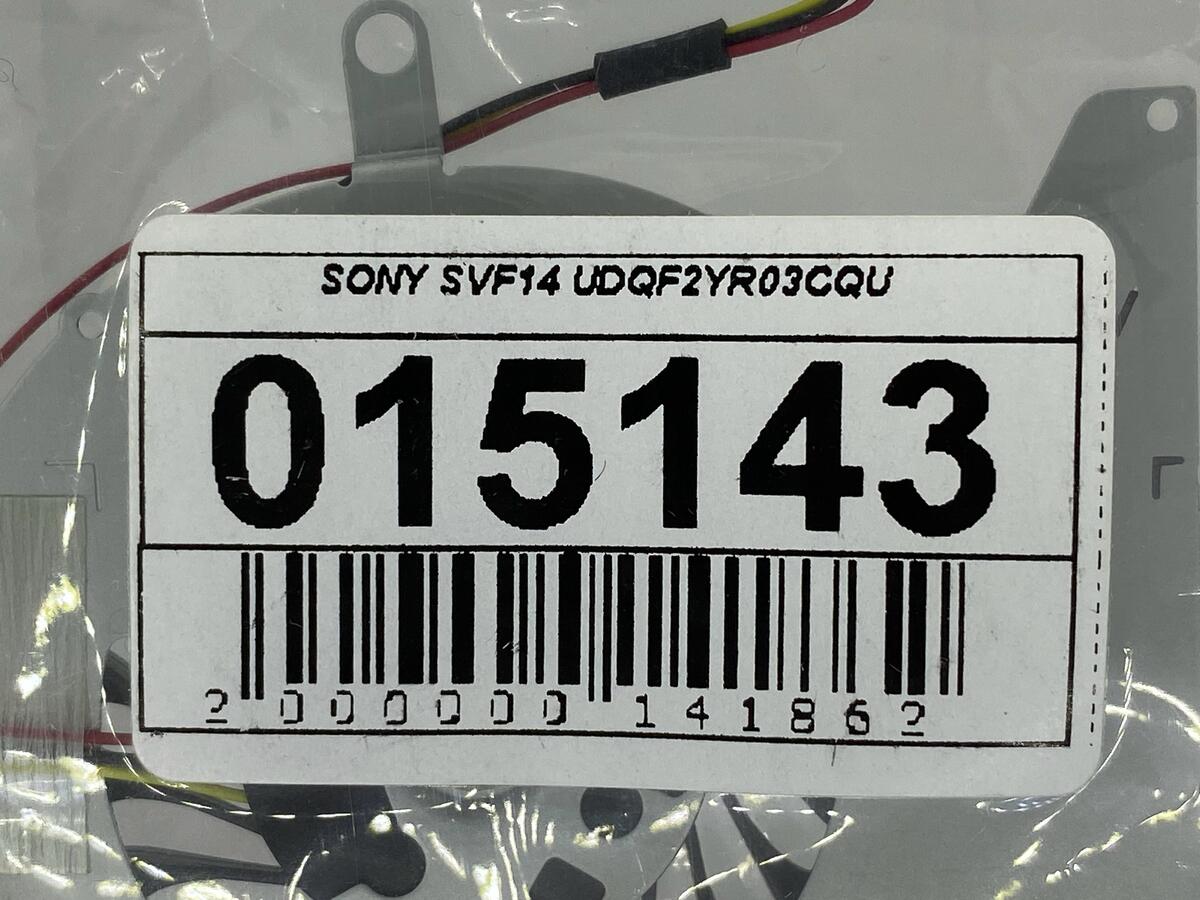 SONY SVF14 UDQF2YR03CQU
015143
2 000000 141862